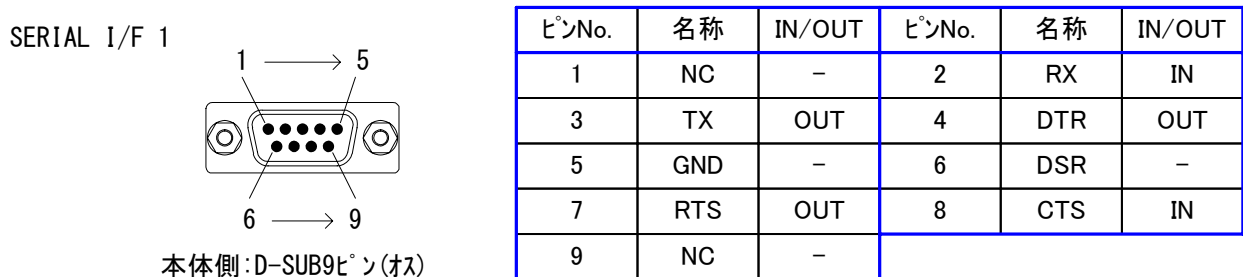 SERIAL I/F 1
1 → 5
6 → 9
本体側:D-SUB9ピン(オス)
ピンNo. 名称 IN/OUT ピンNo. 名称 IN/OUT
1 NC - 2 RX IN
3 TX OUT 4 DTR OUT
5 GND - 6 DSR -
7 RTS OUT 8 CTS IN
9 NC -